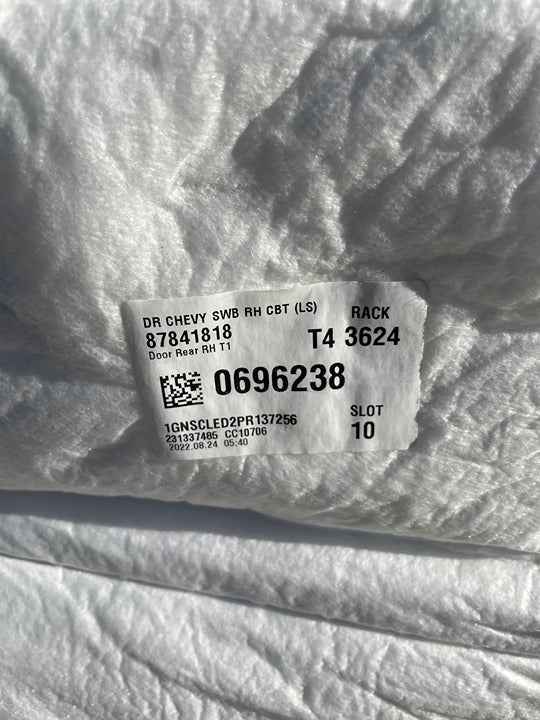 DR CHEVY SWB RH CBT (LS)
RACK
87841818
T4 3624
Door Rear RH T1
0696238
1GNSCLED2PR137256
SLOT
231337485 CC10706
10
2022.08.24 05:40